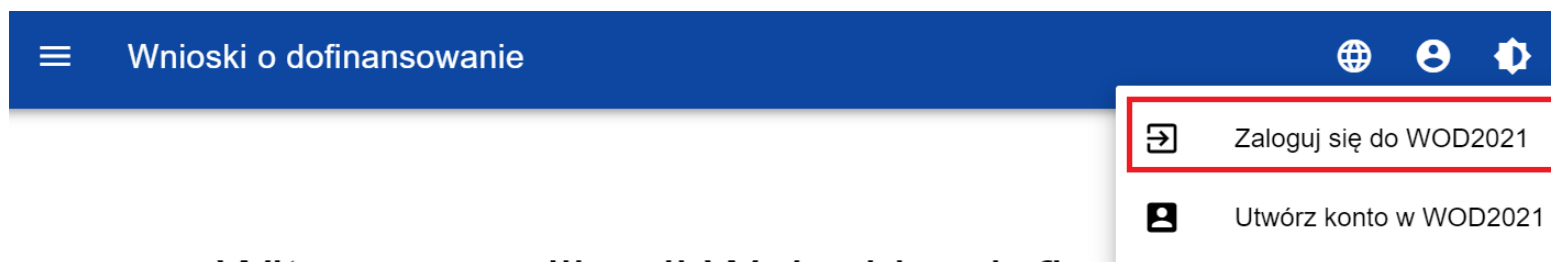 Wnioski o dofinansowanie
Zaloguj się do WOD2021
Utwórz konto w WOD2021